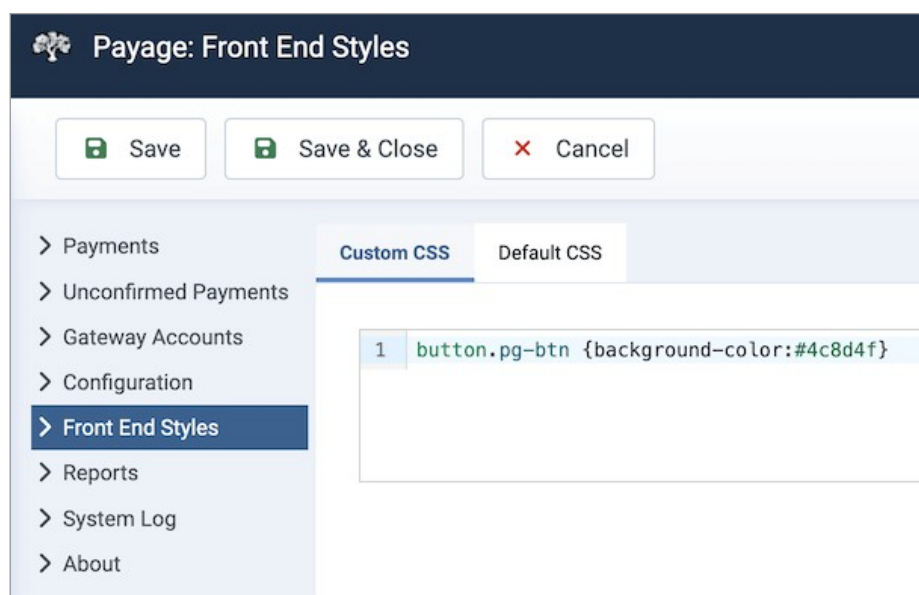 Payage: Front End Styles
Save
Save & Close
Cancel
Payments
Unconfirmed Payments
Gateway Accounts
Configuration
Front End Styles
Reports
System Log
About
Custom CSS
Default CSS
1 button.pg-btn {background-color:#4c8d4f}